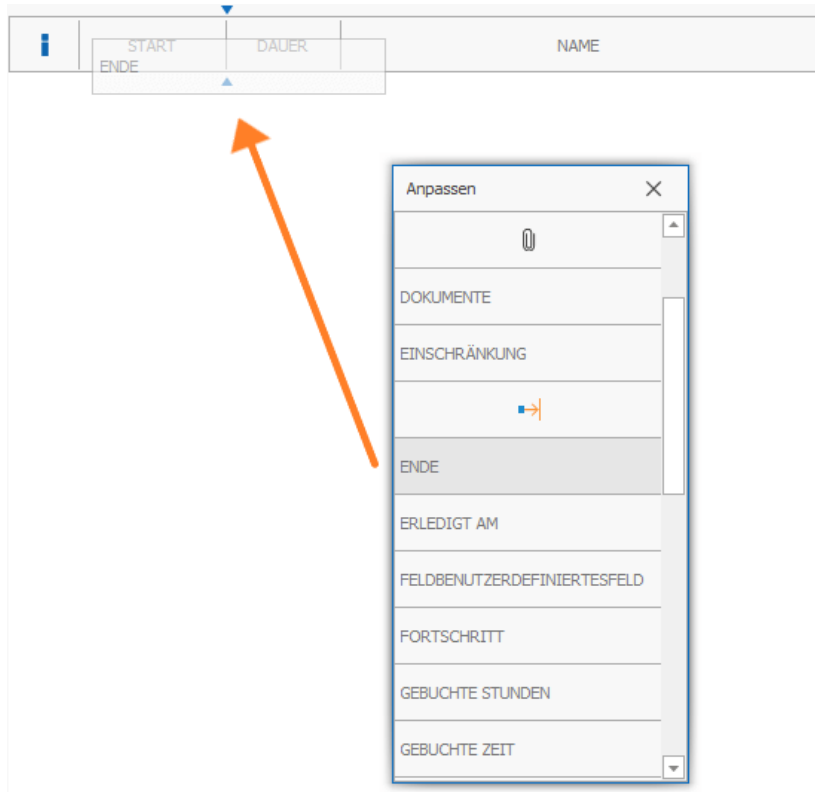 START
DAUER
NAME
ENDE
Anpassen
DOKUMENTE
EINSCHRÄNKUNG
ENDE
ERLEDIGT AM
FELDBENUTZERDEFINIERTESFELD
FORTSCHRITT
GEBUCHTE STUNDEN
GEBUCHTE ZEIT